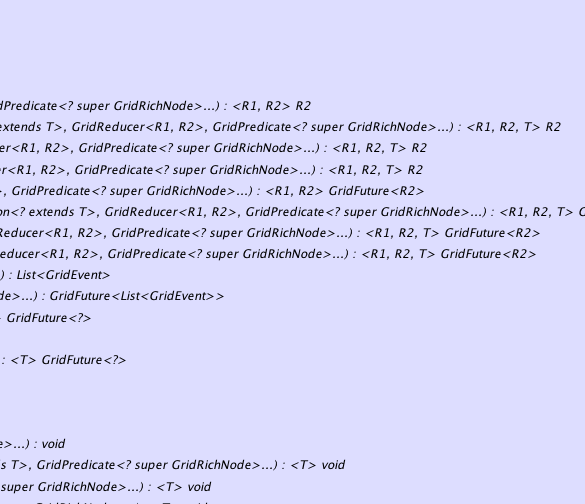 dPredicate<? super GridRichNode>...) : <R1, R2> R2
extends T>, GridReducer<R1, R2>, GridPredicate<? super GridRichNode>...) : <R1, R2, T> R2
er<R1, R2>, GridPredicate<? super GridRichNode>...) : <R1, R2, T> R2
er<R1, R2>, GridPredicate<? super GridRichNode>...) : <R1, R2, T> R2
>, GridPredicate<? super GridRichNode>...) : <R1, R2> GridFuture<R2>
on<? extends T>, GridReducer<R1, R2>, GridPredicate<? super GridRichNode>...) : <R1, R2, T> G
Reducer<R1, R2>, GridPredicate<? super GridRichNode>...) : <R1, R2, T> GridFuture<R2>
educer<R1, R2>, GridPredicate<? super GridRichNode>...) : <R1, R2, T> GridFuture<R2>
) : List<GridEvent>
de>...) : GridFuture<List<GridEvent>>
> GridFuture<?>
: <T> GridFuture<?>
e>...) : void
s T>, GridPredicate<? super GridRichNode>...) : <T> void
super GridRichNode>...) : <T> void